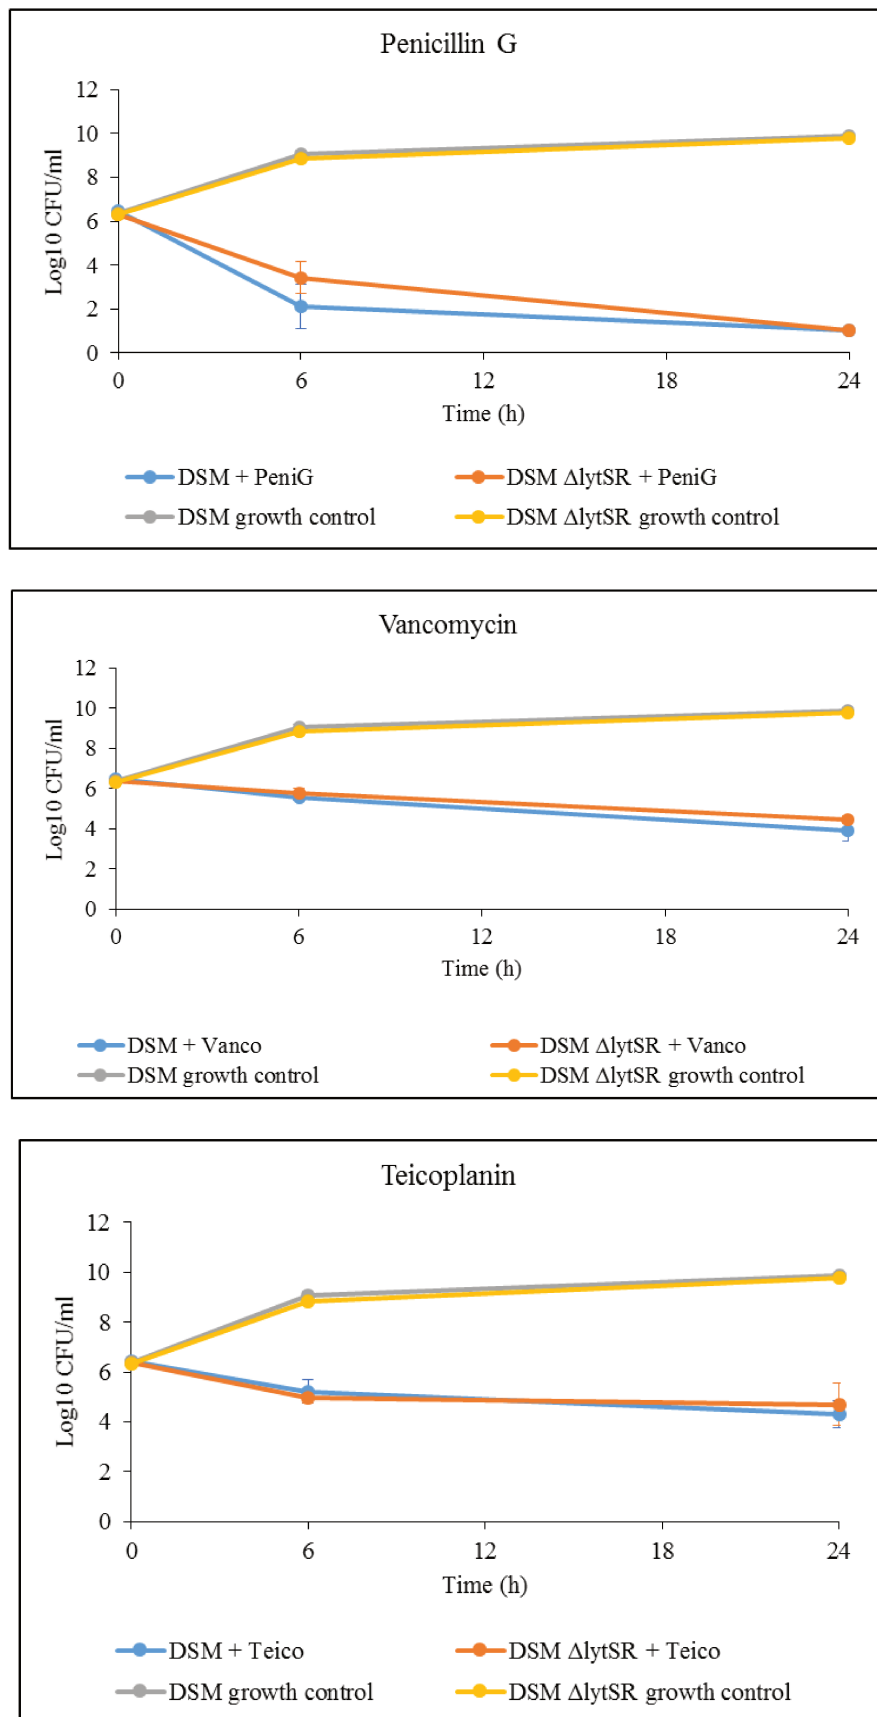 Penicillin G
12
10
8
6
4
2
0
Log10 CFU/ml
0 6 12 18 24
Time (h)
DSM + PeniG DSM ΔlytSR + PeniG
DSM growth control DSM ΔlytSR growth control
Vancomycin
12
10
8
6
4
2
0
Log10 CFU/ml
0 6 12 18 24
Time (h)
DSM + Vanco DSM ΔlytSR + Vanco
DSM growth control DSM ΔlytSR growth control
Teicoplanin
12
10
8
6
4
2
0
Log10 CFU/ml
0 6 12 18 24
Time (h)
DSM + Teico DSM ΔlytSR + Teico
DSM growth control DSM ΔlytSR growth control